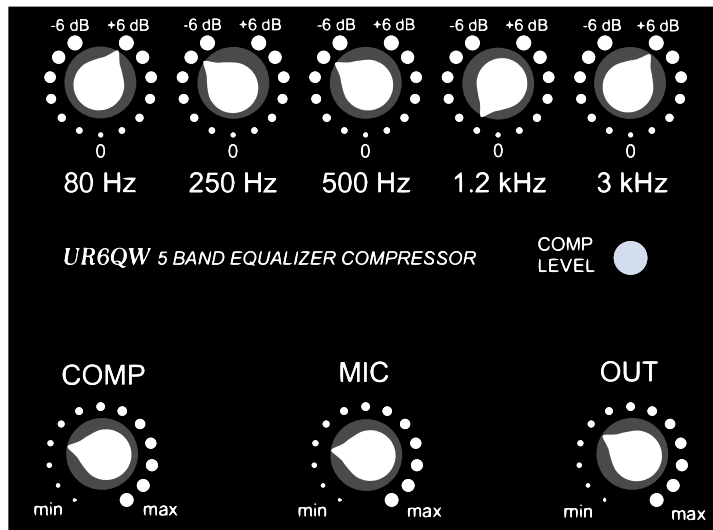 -6 dB +6 dB -6 dB +6 dB -6 dB +6 dB -6 dB +6 dB -6 dB +6 dB
0 0 0 0 0
80 Hz 250 Hz 500 Hz 1.2 kHz 3 kHz
UR6QW 5 BAND EQUALIZER COMPRESSOR
COMP
LEVEL
COMP MIC OUT
min max min max min max